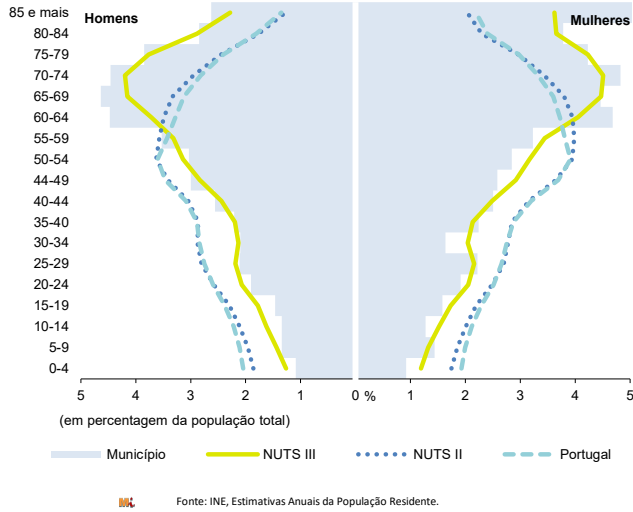 Homens
Mulheres
85 e mais
80-84
75-79
70-74
65-69
60-64
55-59
50-54
44-49
40-44
35-40
30-34
25-29
20-24
15-19
10-14
5-9
0-4
5 4 3 2 1 0 % 1 2 3 4 5
(em percentagem da população total)
Município NUTS III NUTS II Portugal
Fonte: INE, Estimativas Anuais da População Residente.